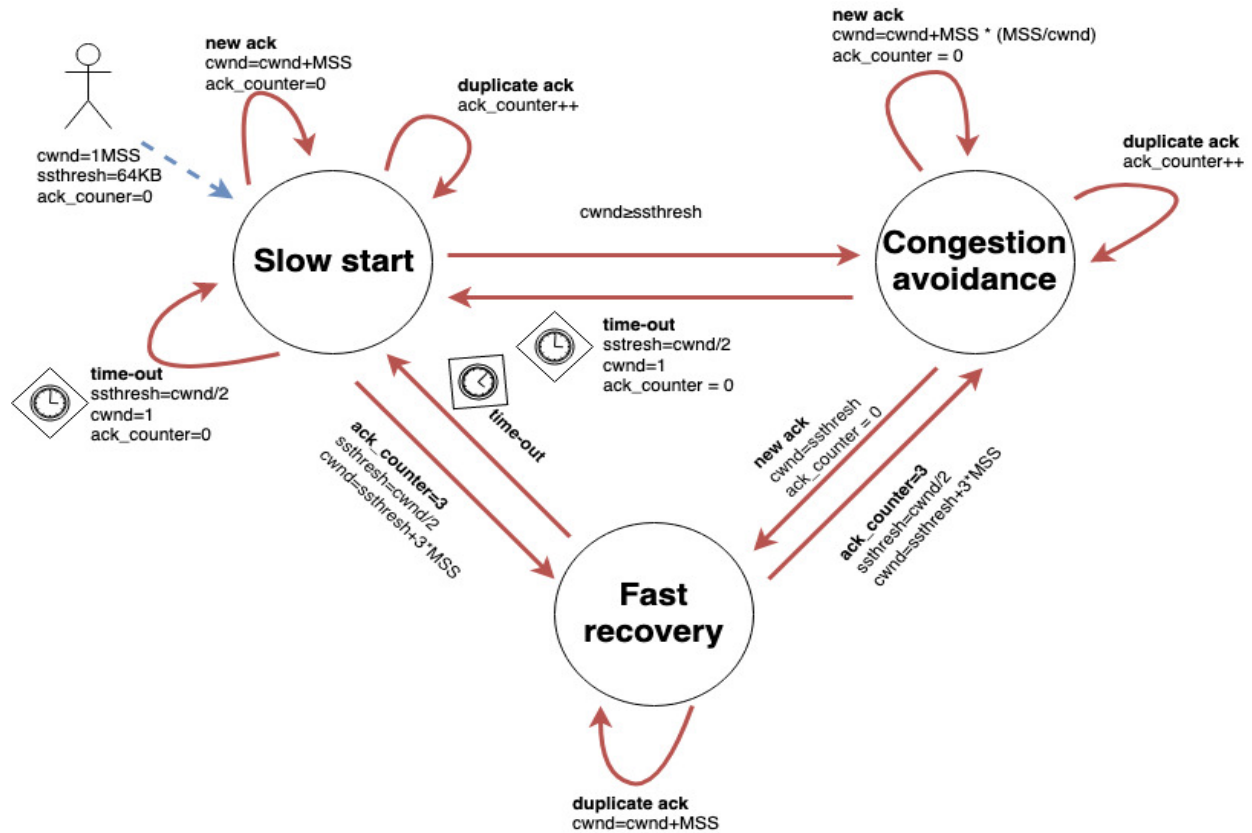 new ack
cwnd=cwnd+MSS
ack_counter=0
duplicate ack
ack_counter++
new ack
cwnd=cwnd+MSS * (MSS/cwnd)
ack_counter = 0
duplicate ack
ack_counter++
cwnd=1MSS
ssthresh=64KB
ack_couner=0
Slow start
cwnd≥ssthresh
Congestion
avoidance
time-out
sstresh=cwnd/2
cwnd=1
ack_counter = 0
time-out
ssthresh=cwnd/2
cwnd=1
ack_counter=0
time-out
ack_counter=3
ssthresh=cwnd/2
cwnd=ssthresh+3*MSS
new ack
cwnd=ssthresh
ack_counter = 0
ack_counter=3
ssthresh=cwnd/2
cwnd=ssthresh+3*MSS
Fast
recovery
duplicate ack
cwnd=cwnd+MSS